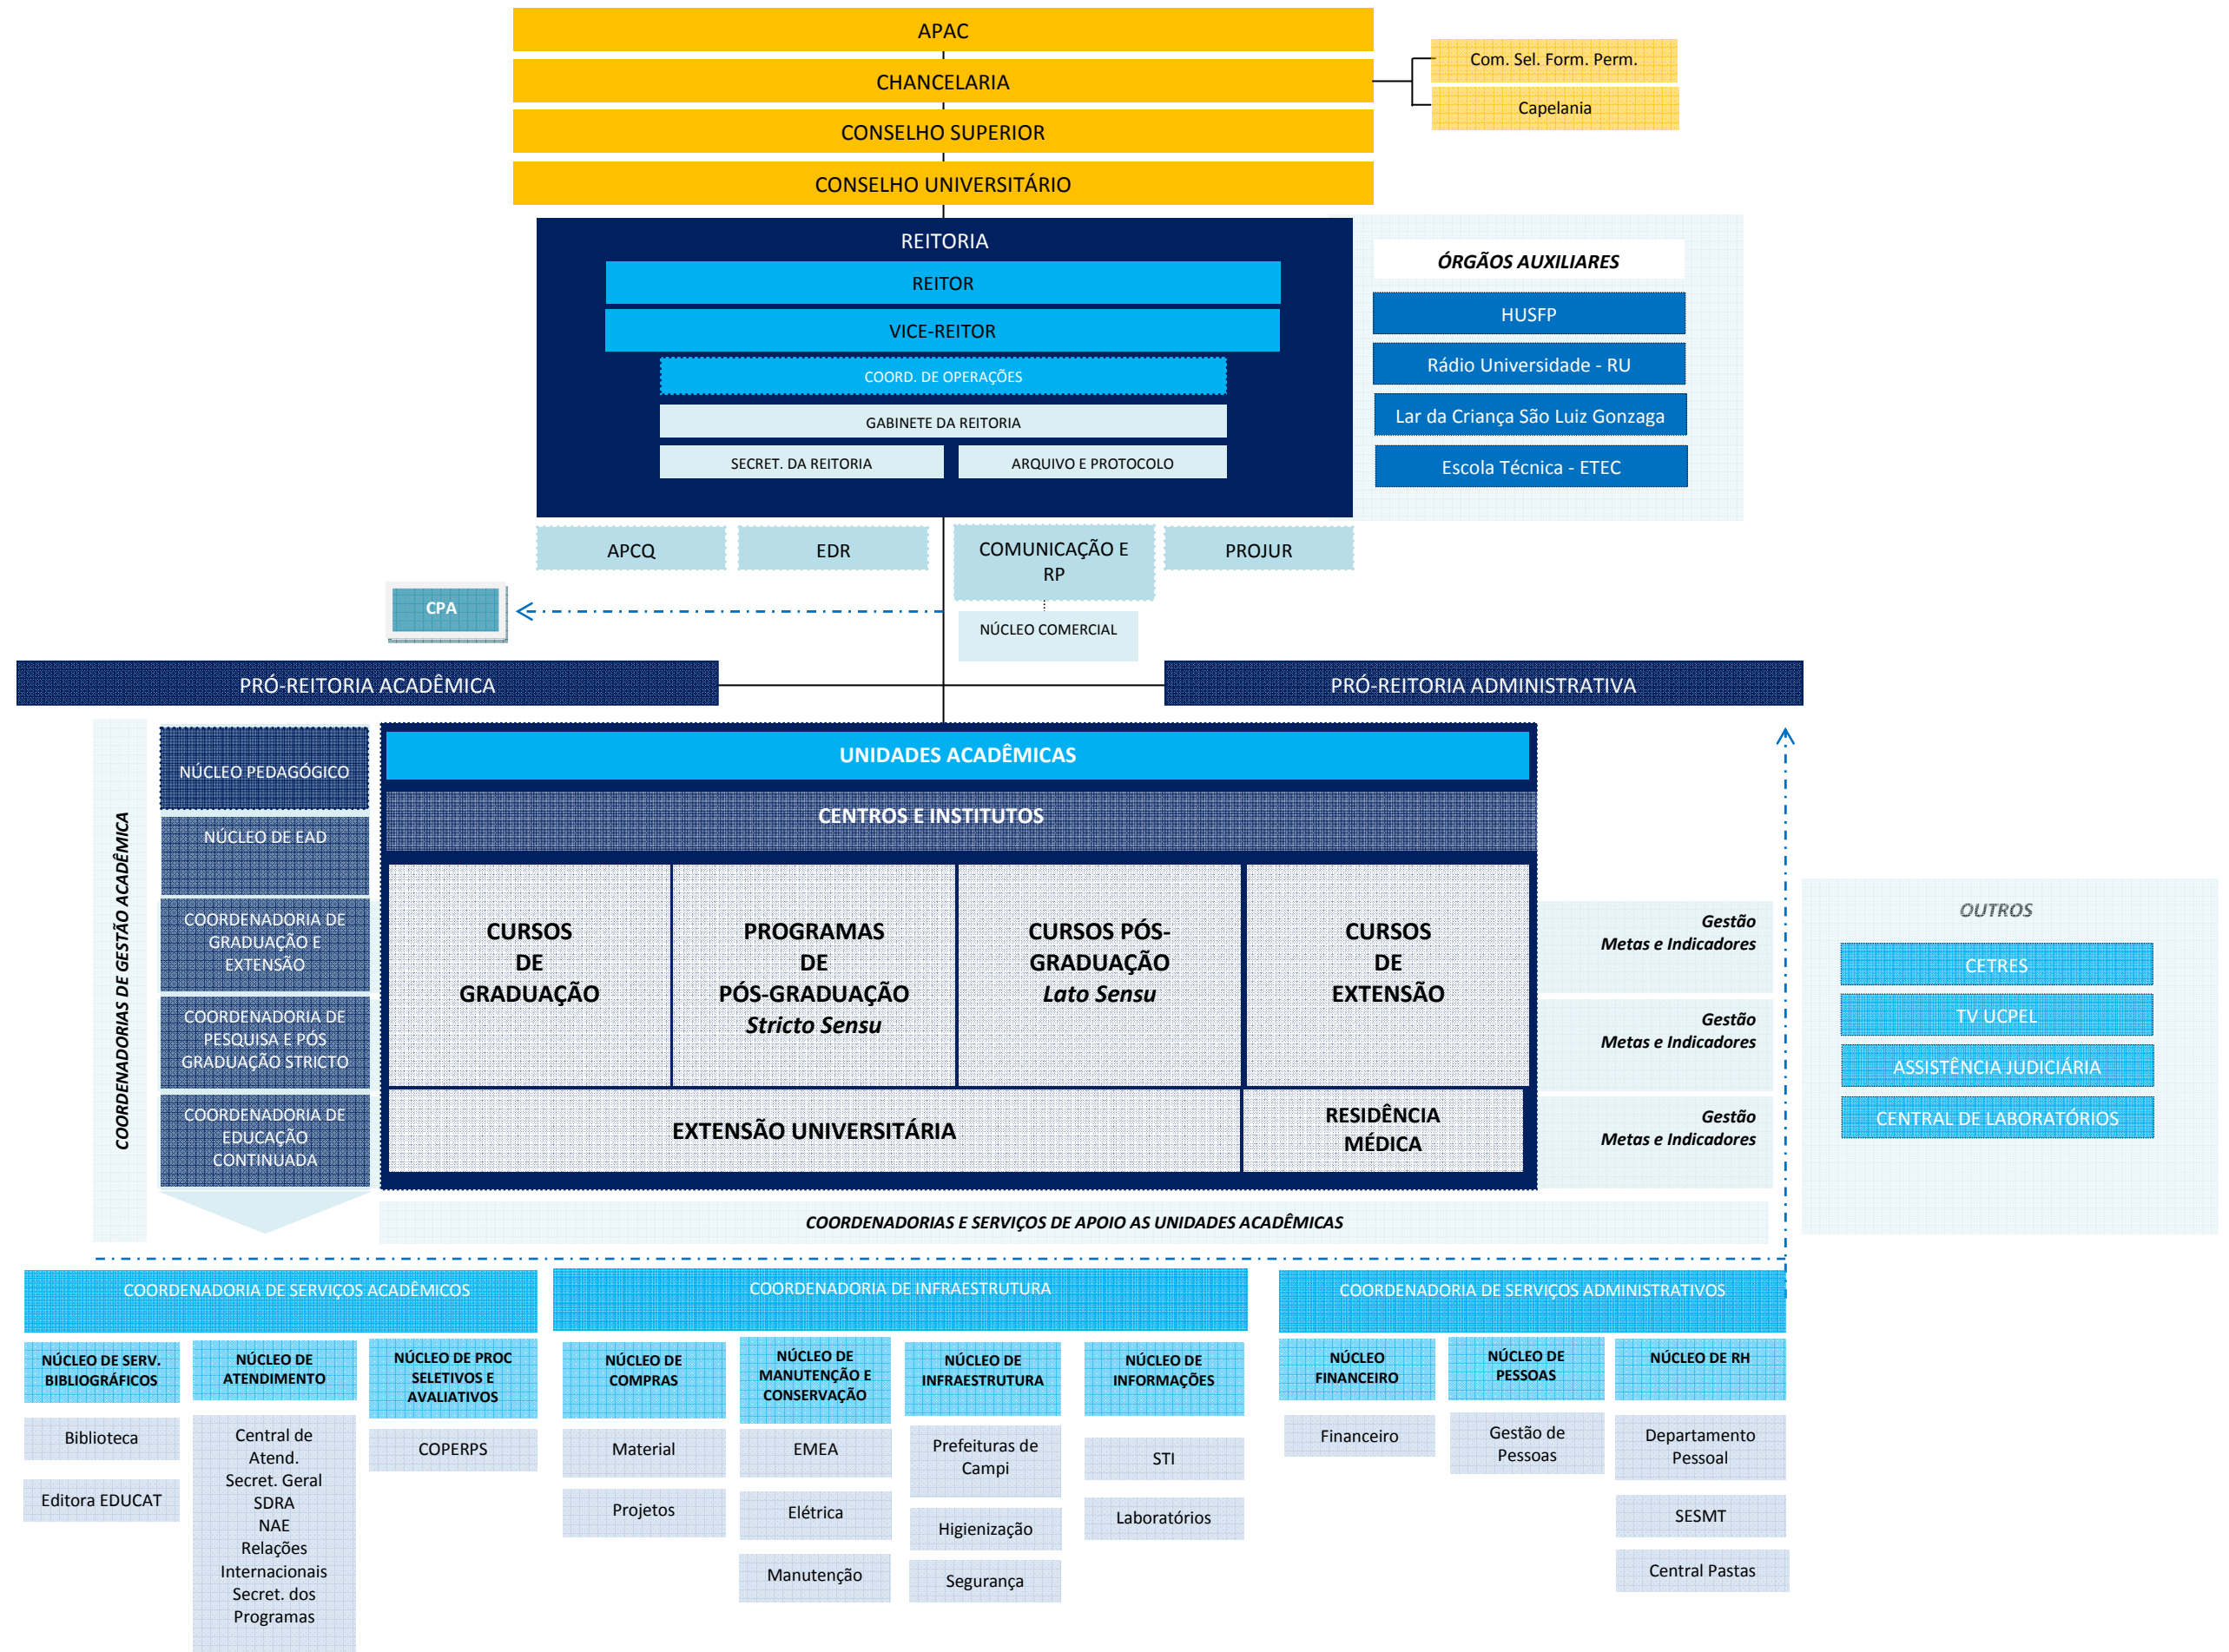 APAC
CHANCELARIA
Com. Sel. Form. Perm.
Capelania
CONSELHO SUPERIOR
CONSELHO UNIVERSITÁRIO
REITORIA
REITOR
VICE-REITOR
COORD. DE OPERAÇÕES
GABINETE DA REITORIA
SECRET. DA REITORIA
ARQUIVO E PROTOCOLO
ÓRGÃOS AUXILIARES
HUSFP
Rádio Universidade - RU
Lar da Criança São Luiz Gonzaga
Escola Técnica - ETEC
APCQ
EDR
COMUNICAÇÃO E
RP
PROJUR
CPA
NÚCLEO COMERCIAL
PRÓ-REITORIA ACADÊMICA
PRÓ-REITORIA ADMINISTRATIVA
COORDENADORIAS DE GESTÃO ACADÊMICA
NÚCLEO PEDAGÓGICO
NÚCLEO DE EAD
COORDENADORIA DE
GRADUAÇÃO E
EXTENSÃO
COORDENADORIA DE
PESQUISA E PÓS
GRADUAÇÃO STRICTO
COORDENADORIA DE
EDUCAÇÃO
CONTINUADA
UNIDADES ACADÊMICAS
CENTROS E INSTITUTOS
CURSOS
DE
GRADUAÇÃO
PROGRAMAS
DE
PÓS-GRADUAÇÃO
Stricto Sensu
CURSOS PÓS-
GRADUAÇÃO
Lato Sensu
CURSOS
DE
EXTENSÃO
EXTENSÃO UNIVERSITÁRIA
RESIDÊNCIA
MÉDICA
Gestão
Metas e Indicadores
Gestão
Metas e Indicadores
Gestão
Metas e Indicadores
OUTROS
CETRES
TV UCPEL
ASSISTÊNCIA JUDICIÁRIA
CENTRAL DE LABORATÓRIOS
COORDENADORIAS E SERVIÇOS DE APOIO AS UNIDADES ACADÊMICAS
COORDENADORIA DE SERVIÇOS ACADÊMICOS
NÚCLEO DE SERV.
BIBLIOGRÁFICOS
Biblioteca
Editora EDUCAT
NÚCLEO DE
ATENDIMENTO
Central de
Atend.
Secret. Geral
SDRA
NAE
Relações
Internacionais
Secret. dos
Programas
NÚCLEO DE PROC
SELETIVOS E
AVALIATIVOS
COPERPS
COORDENADORIA DE INFRAESTRUTURA
NÚCLEO DE
COMPRAS
Material
Projetos
NÚCLEO DE
MANUTENÇÃO E
CONSERVAÇÃO
EMEA
Elétrica
Manutenção
NÚCLEO DE
INFRAESTRUTURA
Prefeituras de
Campi
Higienização
Segurança
NÚCLEO DE
INFORMAÇÕES
STI
Laboratórios
COORDENADORIA DE SERVIÇOS ADMINISTRATIVOS
NÚCLEO
FINANCEIRO
Financeiro
NÚCLEO DE
PESSOAS
Gestão de
Pessoas
NÚCLEO DE RH
Departamento
Pessoal
SESMT
Central Pastas